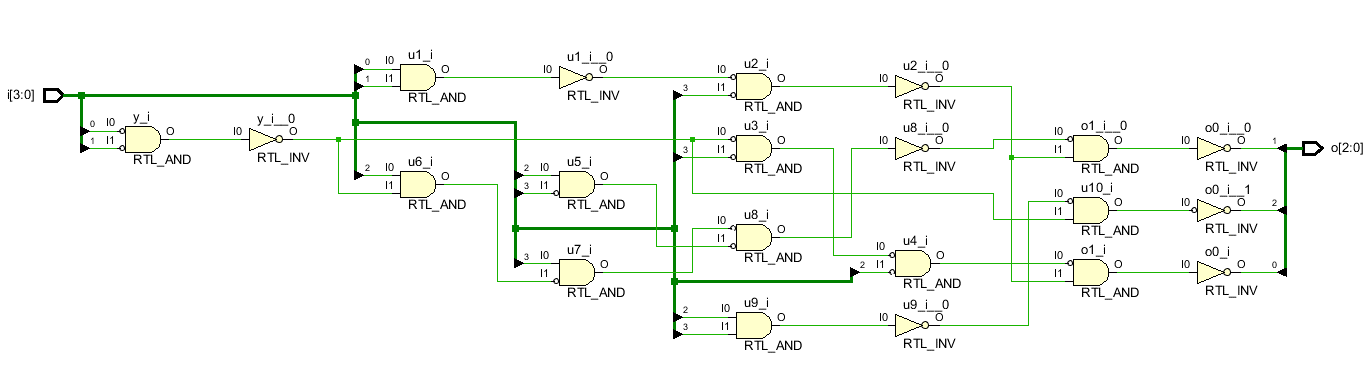 i[3:0]
0 I0
1 I1
y_i
O
RTL_AND
I0
y_i__0
O
RTL_INV
0 I0
1 I1
u1_i
O
RTL_AND
I0
u1_i__0
O
RTL_INV
2 I0
I1
u6_i
O
RTL_AND
2 I0
3 I1
u5_i
O
RTL_AND
3 I0
I1
u7_i
O
RTL_AND
I0
3 I1
u2_i
O
RTL_AND
I0
3 I1
u3_i
O
RTL_AND
I0
I1
u8_i
O
RTL_AND
2 I0
3 I1
u9_i
O
RTL_AND
I0
u2_i__0
O
RTL_INV
I0
u8_i__0
O
RTL_INV
I0
2 I1
u4_i
O
RTL_AND
I0
u9_i__0
O
RTL_INV
I0
I1
o1_i__0
O
RTL_AND
I0
I1
u10_i
O
RTL_AND
I0
I1
o1_i
O
RTL_AND
I0
o0_i__0
O
RTL_INV
1
I0
o0_i__1
O
RTL_INV
2
I0
o0_i
O
RTL_INV
0
o[2:0]